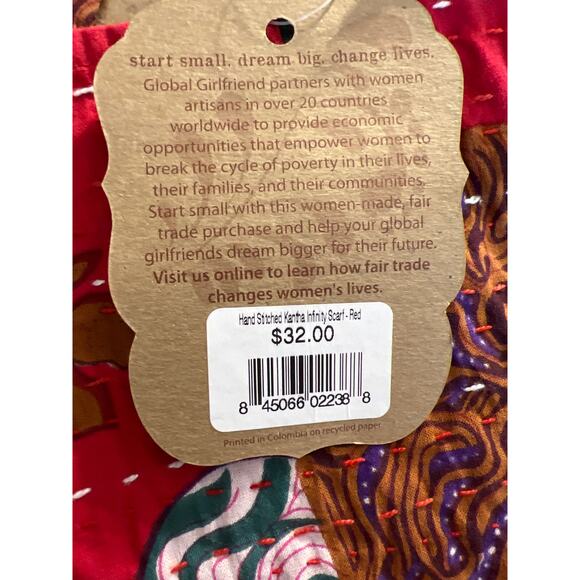 start small. dream big. change lives.
Global Girlfriend partners with women
artisans in over 20 countries
worldwide to provide economic
opportunities that empower women to
break the cycle of poverty in their lives,
their families, and their communities.
Start small with this women-made, fair
trade purchase and help your global
girlfriends dream bigger for their future.
Visit us online to learn how fair trade
changes women's lives.
Hand Stitched Kantha Infinity Scarf - Red
$32.00
8 45066 02238 8
Printed in Colombia on recycled paper